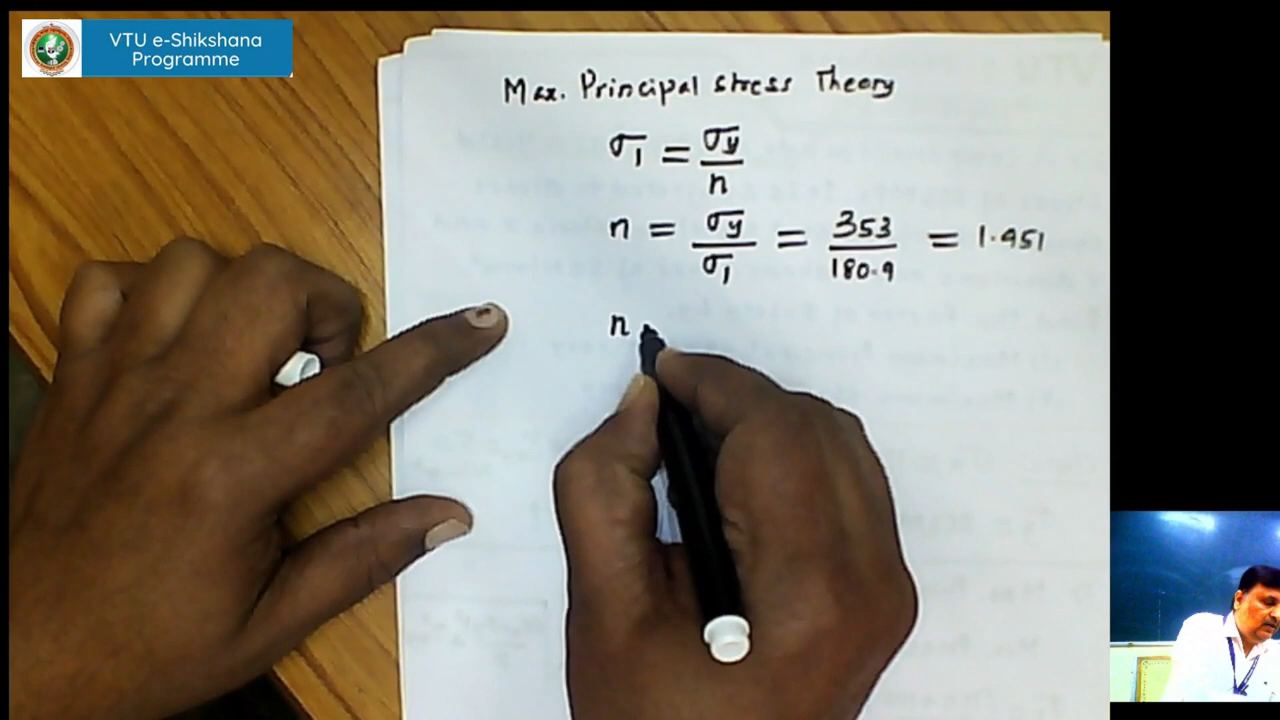 VTU e-Shikshana
Programme
Max. Principal stress Theory
σ1 = σy/n
n = σy/σ1 = 353/180.9 = 1.951
n